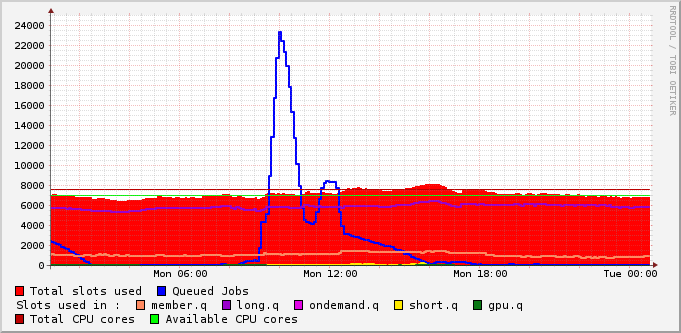 RRDTOOL / TOBI OETIKER
24000
22000
20000
18000
16000
14000
12000
10000
8000
6000
4000
2000
0
Mon 06:00 Mon 12:00 Mon 18:00 Tue 00:00
Total slots used Queued Jobs
Slots used in : member.q long.q ondemand.q short.q gpu.q
Total CPU cores Available CPU cores